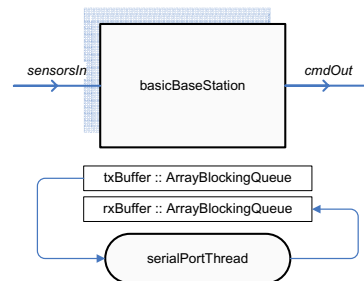 sensorsIn
basicBaseStation
cmdOut
txBuffer :: ArrayBlockingQueue
rxBuffer :: ArrayBlockingQueue
serialPortThread